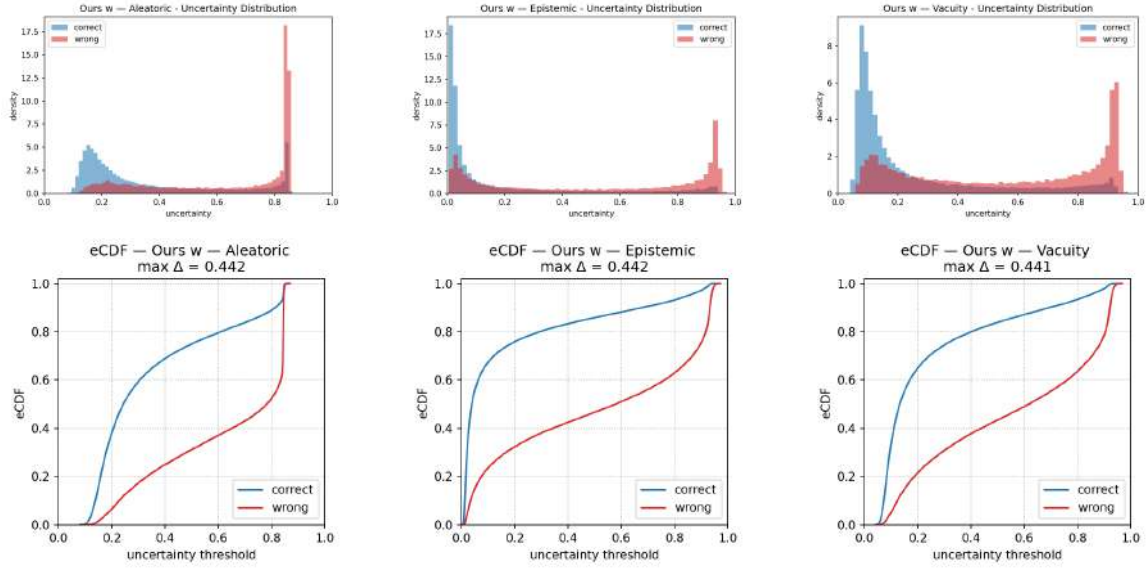 Ours w — Aleatoric - Uncertainty Distribution
17.5
15.0
12.5
10.0
7.5
5.0
2.5
0.0
density
correct
wrong
0.0 0.2 0.4 0.6 0.8 1.0
uncertainty
Ours w — Epistemic - Uncertainty Distribution
17.5
15.0
12.5
10.0
7.5
5.0
2.5
0.0
density
correct
wrong
0.0 0.2 0.4 0.6 0.8 1.0
uncertainty
Ours w — Vacuity - Uncertainty Distribution
8
6
4
2
0
density
correct
wrong
0.0 0.2 0.4 0.6 0.8 1.0
uncertainty
eCDF — Ours w — Aleatoric
max Δ = 0.442
1.0
0.8
0.6
0.4
0.2
0.0
eCDF
correct
wrong
0.0 0.2 0.4 0.6 0.8 1.0
uncertainty threshold
eCDF — Ours w — Epistemic
max Δ = 0.442
1.0
0.8
0.6
0.4
0.2
0.0
eCDF
correct
wrong
0.0 0.2 0.4 0.6 0.8 1.0
uncertainty threshold
eCDF — Ours w — Vacuity
max Δ = 0.441
1.0
0.8
0.6
0.4
0.2
0.0
eCDF
correct
wrong
0.0 0.2 0.4 0.6 0.8 1.0
uncertainty threshold